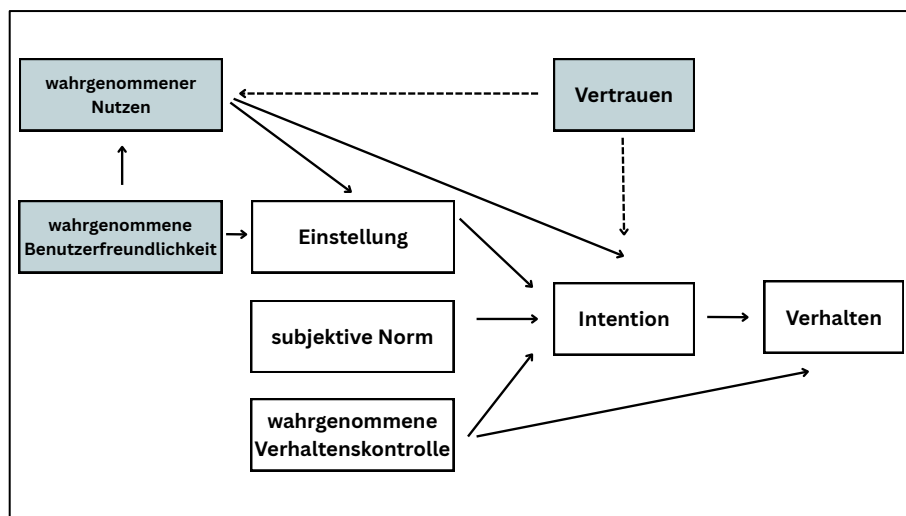 wahrgenommener
Nutzen
Vertrauen
wahrgenommene
Benutzerfreundlichkeit
Einstellung
subjektive Norm
Intention
Verhalten
wahrgenommene
Verhaltenskontrolle